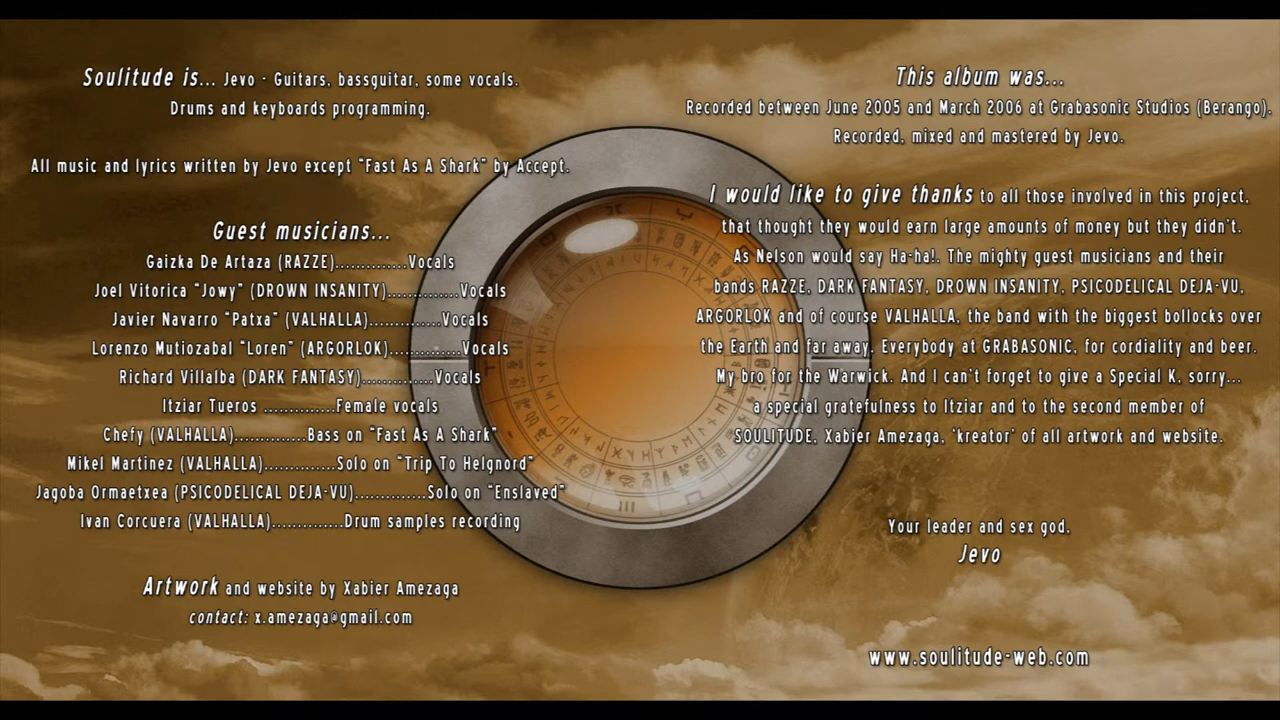 Soulitude is... Jevo - Guitars, bassguitar, some vocals.
Drums and keyboards programming.
All music and lyrics written by Jevo except "Fast As A Shark" by Accept.
Guest musicians...
Gaizka De Artaza (RAZZE).............Vocals
Joel Vitorica "Jowy" (DROWN INSANITY).............Vocals
Javier Navarro "Patxa" (VALHALLA).............Vocals
Lorenzo Mutiozabal "Loren" (ARGORLOK).............Vocals
Richard Villalba (DARK FANTASY).............Vocals
Itziar Tueros .............Female vocals
Chefy (VALHALLA).............Bass on "Fast As A Shark"
Mikel Martinez (VALHALLA).............Solo on "Trip To Helgnord"
Jagoba Ormaetxea (PSICODELICAL DEJA-VU).............Solo on "Enslaved"
Ivan Corcuera (VALHALLA).............Drum samples recording
Artwork and website by Xabier Amezaga
contact: x.amezaga@gmail.com
This album was...
Recorded between June 2005 and March 2006 at Grabasonic Studios (Berango).
Recorded, mixed and mastered by Jevo.
I would like to give thanks to all those involved in this project,
that thought they would earn large amounts of money but they didn't.
As Nelson would say Ha-ha!. The mighty guest musicians and their
bands RAZZE, DARK FANTASY, DROWN INSANITY, PSICODELICAL DEJA-VU,
ARGORLOK and of course VALHALLA, the band with the biggest bollocks over
the Earth and far away. Everybody at GRABASONIC, for cordiality and beer.
My bro for the Warwick. And I can't forget to give a Special K, sorry...
a special gratefulness to Itziar and to the second member of
SOULITUDE, Xabier Amezaga, 'kreator' of all artwork and website.
Your leader and sex god,
Jevo
www.soulitude-web.com